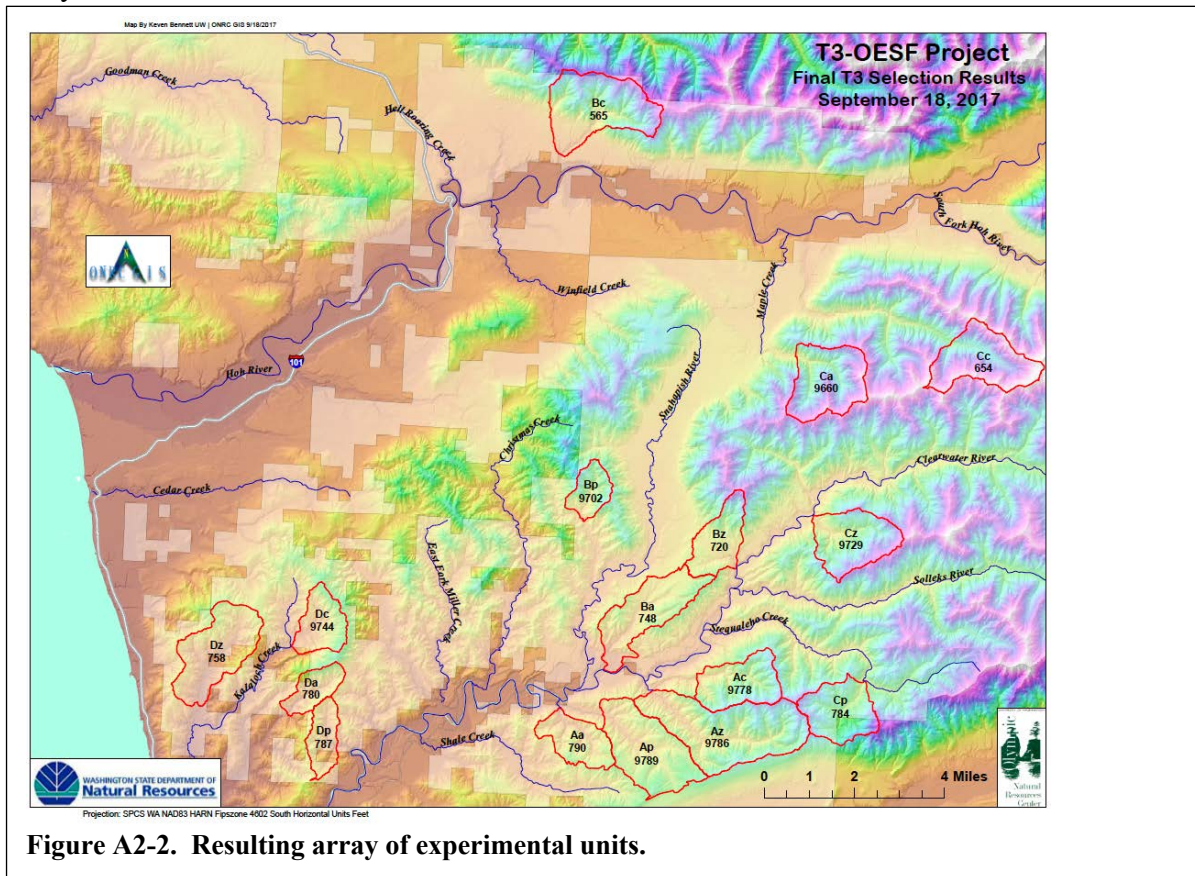 Map By Keven Bennett UW | ONRC GIS 9/18/2017
T3-OESF Project
Final T3 Selection Results
September 18, 2017
Goodman Creek
Hell Roaring Creek
Bc
565
South Fork Hoh River
ONRC GIS
Winfield Creek
Maple Creek
101
Hoh River
Snahapish River
Ca
9660
Cc
654
Christmas Creek
Clearwater River
Cedar Creek
Bp
9702
Bz
720
Cz
9729
East Fork Miller Creek
Solleks River
Dc
9744
Ba
748
Stequaleho Creek
Dz
758
Kalaloch Creek
Da
780
Ac
9778
Cp
784
Dp
787
Shale Creek
Aa
790
Ap
9789
Az
9786
0 1 2 4 Miles
WASHINGTON STATE DEPARTMENT OF
Natural Resources
Natural
Resources
Center
Projection: SPCS WA NAD83 HARN Fipszone 4602 South Horizontal Units Feet
Figure A2-2. Resulting array of experimental units.